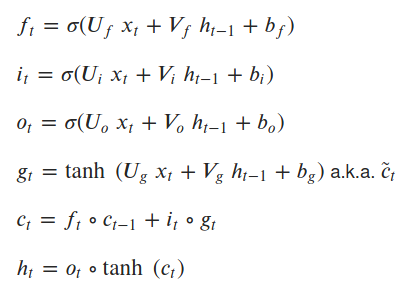 f_t = σ(U_f x_t + V_f h_{t−1} + b_f)
i_t = σ(U_i x_t + V_i h_{t−1} + b_i)
o_t = σ(U_o x_t + V_o h_{t−1} + b_o)
g_t = tanh (U_g x_t + V_g h_{t−1} + b_g) a.k.a. c̃_t
c_t = f_t ∘ c_{t−1} + i_t ∘ g_t
h_t = o_t ∘ tanh (c_t)